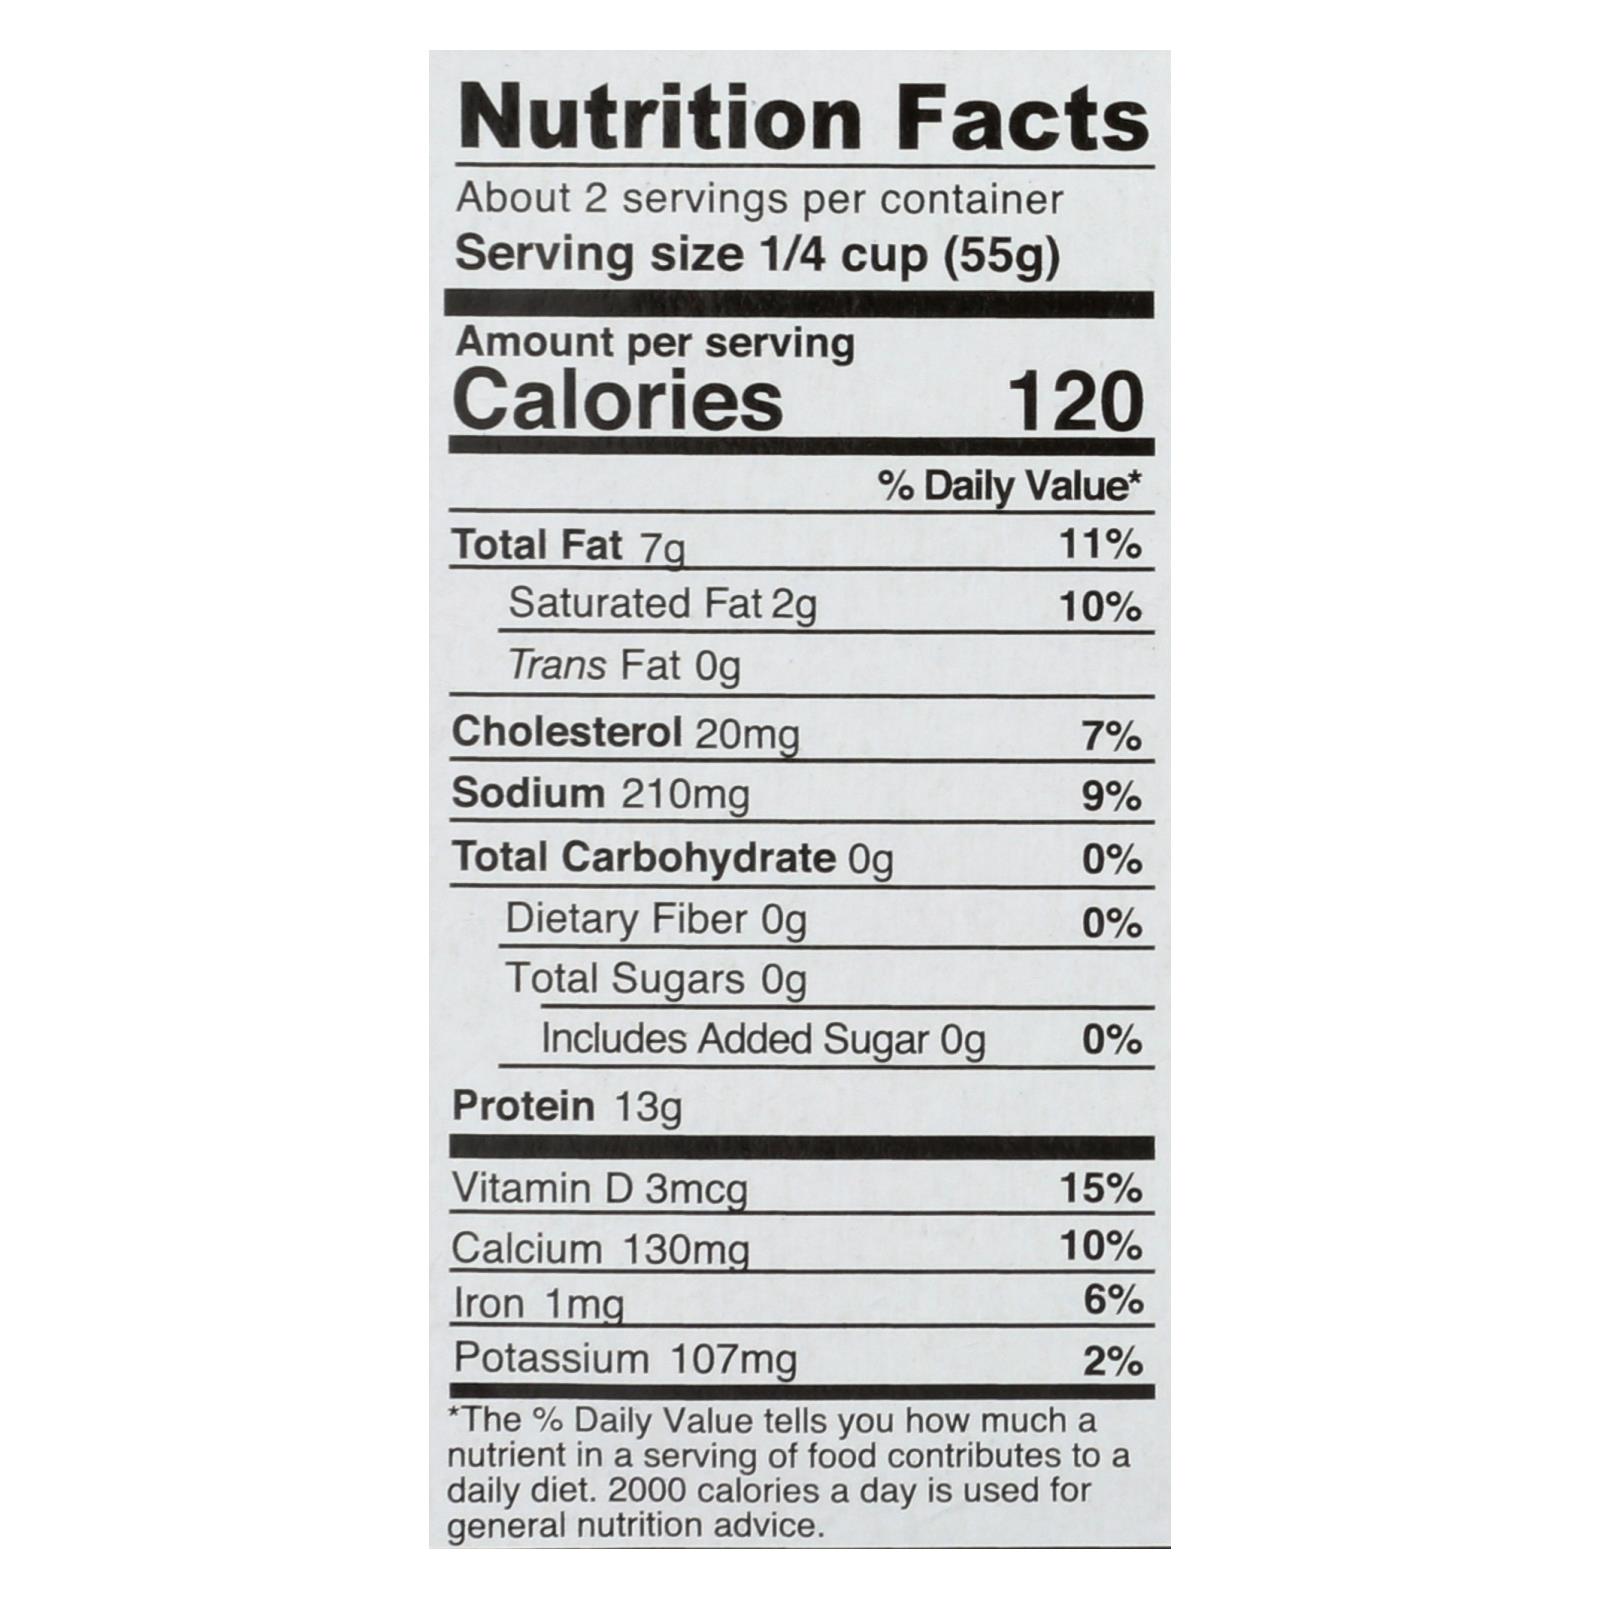 Nutrition Facts
About 2 servings per container
Serving size 1/4 cup (55g)
Amount per serving
Calories 120
% Daily Value*
Total Fat 7g 11%
Saturated Fat 2g 10%
Trans Fat 0g
Cholesterol 20mg 7%
Sodium 210mg 9%
Total Carbohydrate 0g 0%
Dietary Fiber 0g 0%
Total Sugars 0g
Includes Added Sugar 0g 0%
Protein 13g
Vitamin D 3mcg 15%
Calcium 130mg 10%
Iron 1mg 6%
Potassium 107mg 2%
*The % Daily Value tells you how much a
nutrient in a serving of food contributes to a
daily diet. 2000 calories a day is used for
general nutrition advice.